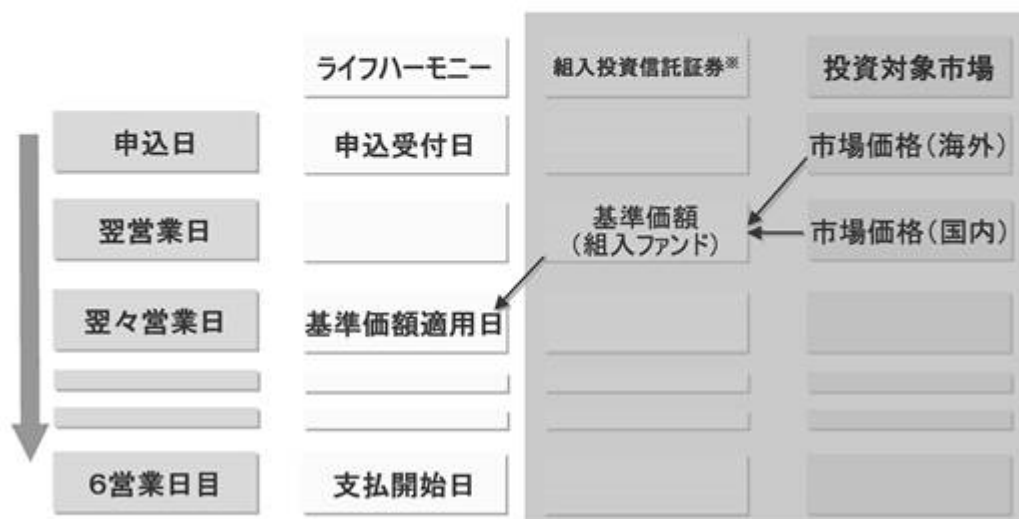 ライフハーモニー
組入投資信託証券※
投資対象市場
申込日
申込受付日
市場価格(海外)
翌営業日
基準価額
(組入ファンド)
市場価格(国内)
翌々営業日
基準価額適用日
6営業日目
支払開始日